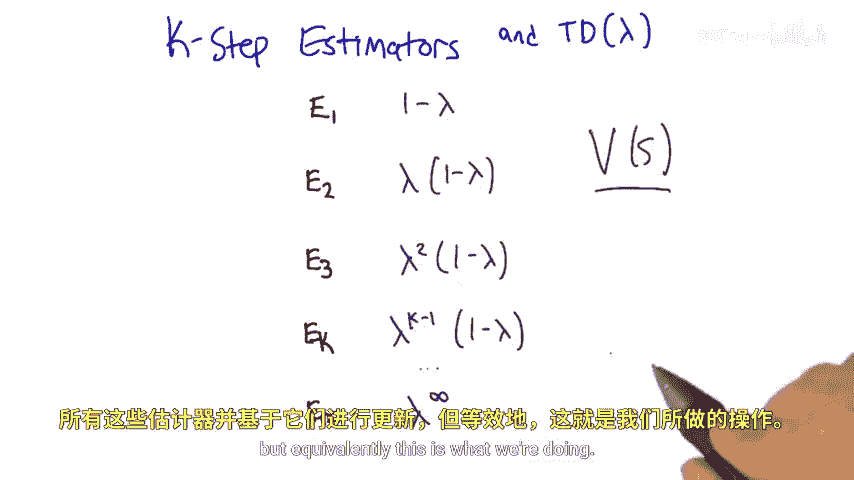 K-Step Estimators and TD(λ)
E₁ 1-λ
V(s)
E₂ λ(1-λ)
E₃ λ²(1-λ)
E_K λ^{K-1} (1-λ)
...
λ^∞
所有这些估计器并基于它们进行更新，但等效地，这就是我们所做的操作。
but equivalently this is what we're doing.